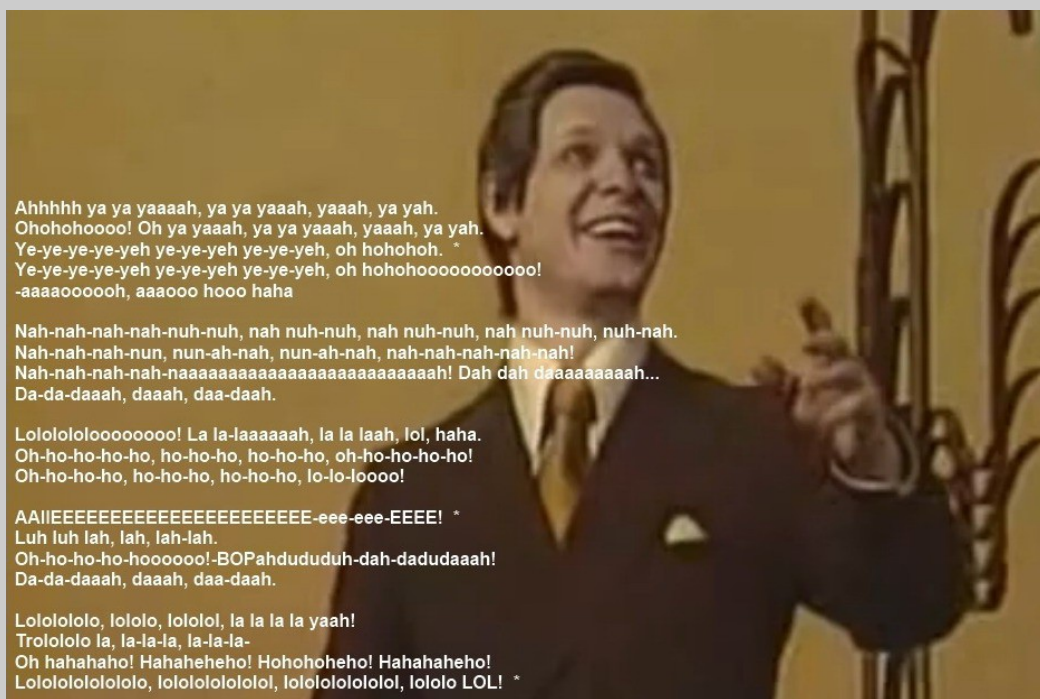 Ahhhhh ya ya yaaaah, ya ya yaaah, yaaah, ya yah.
Ohohohoooo! Oh ya yaaah, ya ya yaaah, yaaah, ya yah.
Ye-ye-ye-ye-yeh ye-ye-yeh ye-ye-yeh, oh hohohoh. *
Ye-ye-ye-ye-yeh ye-ye-yeh ye-ye-yeh, oh hohohooooooooooo!
-aaaaoooooh, aaaooo hooo haha
Nah-nah-nah-nah-nuh-nuh, nah nuh-nuh, nah nuh-nuh, nah nuh-nuh, nuh-nah.
Nah-nah-nah-nun, nun-ah-nah, nun-ah-nah, nah-nah-nah-nah-nah!
Nah-nah-nah-nah-naaaaaaaaaaaaaaaaaaaaaaaaah! Dah dah daaaaaaaaah...
Da-da-daaah, daaah, daa-daah.
Lololololoooooooo! La la-laaaaaah, la la laah, lol, haha.
Oh-ho-ho-ho-ho, ho-ho-ho, ho-ho-ho, oh-ho-ho-ho-ho!
Oh-ho-ho-ho, ho-ho-ho, ho-ho-ho, lo-lo-loooo!
AAIIEEEEEEEEEEEEEEEEEEEEEE-eee-eee-EEEE! *
Luh luh lah, lah, lah-lah.
Oh-ho-ho-ho-hoooooo!-BOPahdududuh-dah-dadudaaah!
Da-da-daaah, daaah, daa-daah.
Lolololololo, lololo, lololol, la la la la yaah!
Trolololo la, la-la-la, la-la-la-
Oh hahahaho! Hahaheheho! Hohohoheho! Hahahaheho!
Lolololololololo, lolololololololol, lolololololololol, lololo LOL! *